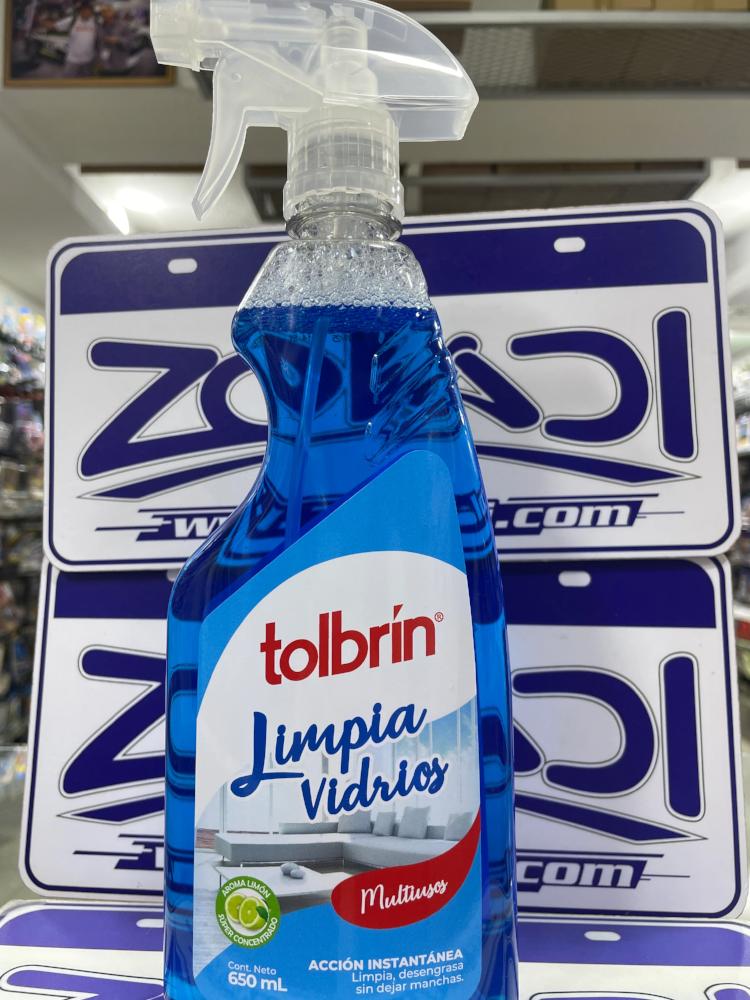 tolbrín®
Limpia
Vidrios
Multiusos
AROMA LIMÓN
SUPER CONCENTRADO
Cont. Neto
650 mL
ACCIÓN INSTANTÁNEA
Limpia, desengrasa
sin dejar manchas.
.com
.com